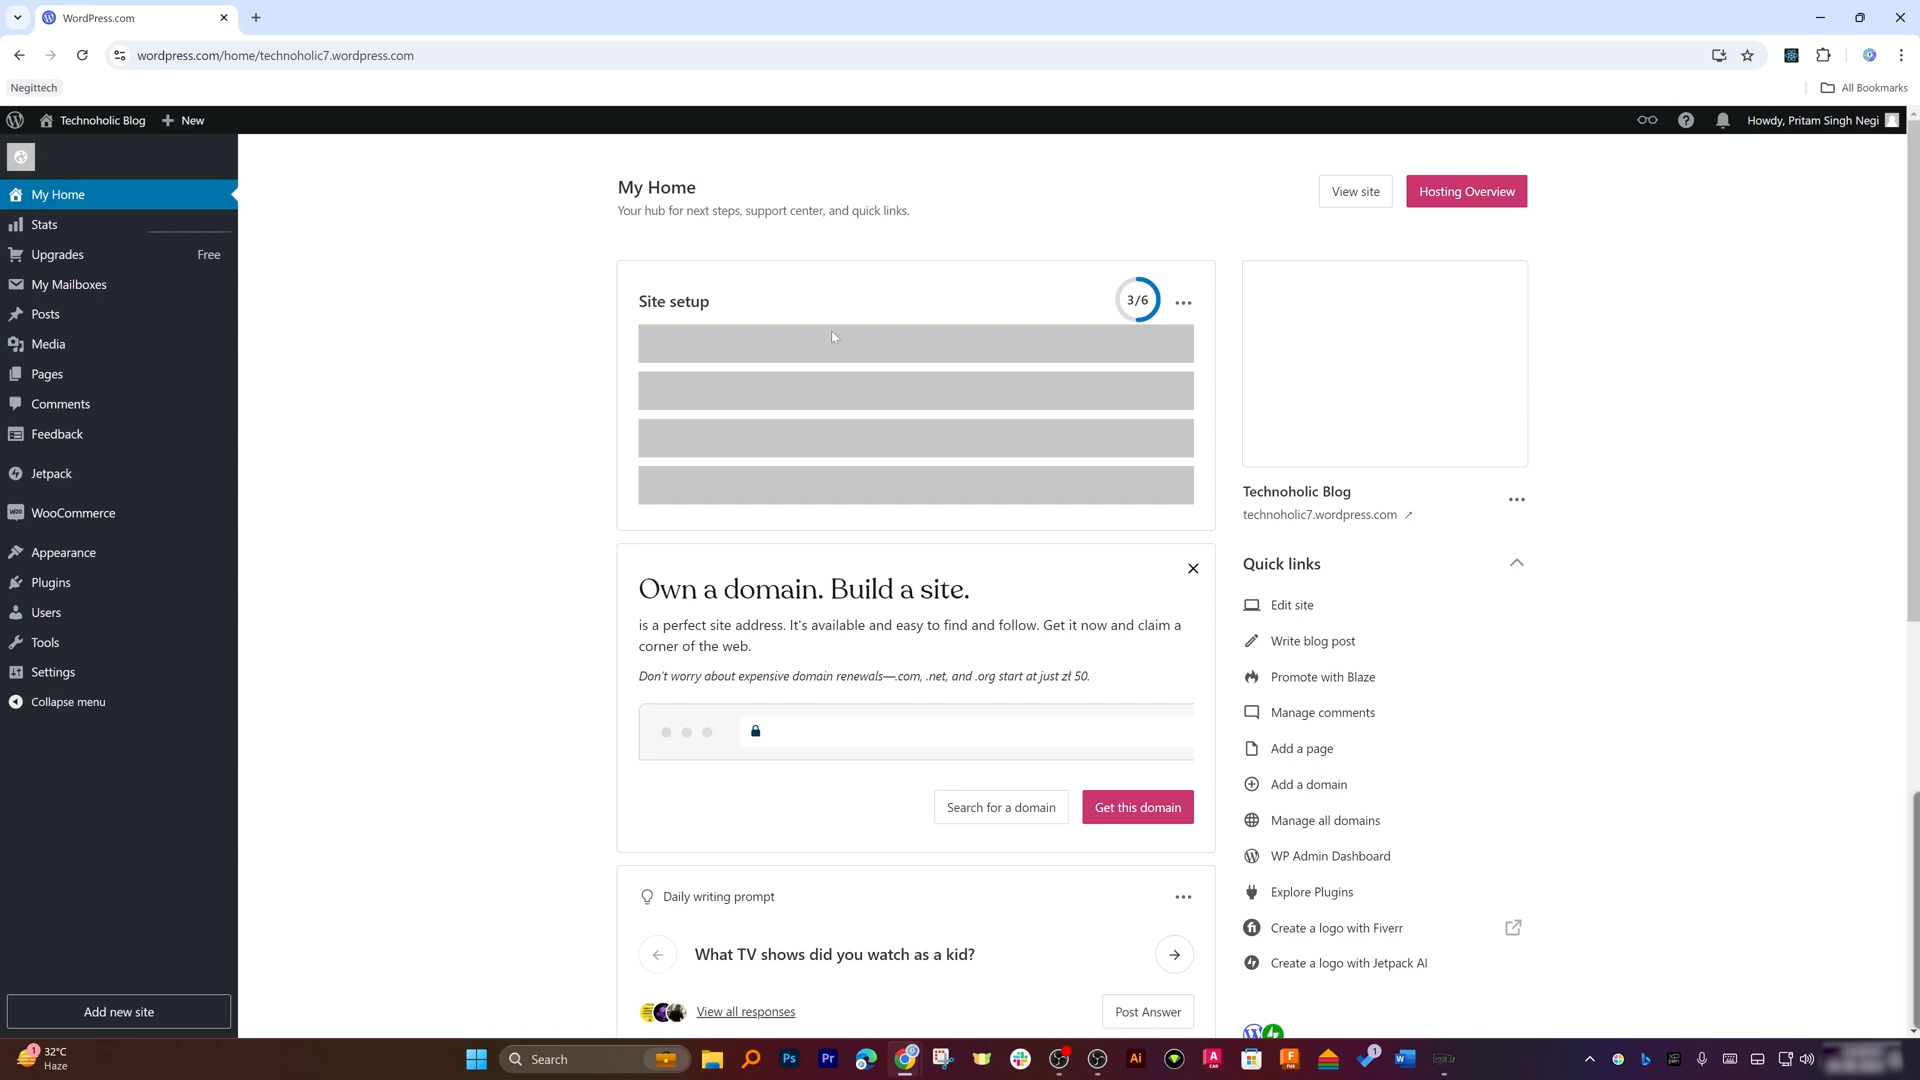 WordPress.com
wordpress.com/home/technoholic7.wordpress.com
Negittech
All Bookmarks
Technoholic Blog
New
Howdy, Pritam Singh Negi
My Home
Stats
Upgrades
Free
My Mailboxes
Posts
Media
Pages
Comments
Feedback
Jetpack
WooCommerce
Appearance
Plugins
Users
Tools
Settings
Collapse menu
Add new site
My Home
Your hub for next steps, support center, and quick links.
View site
Hosting Overview
Site setup
3/6
Own a domain. Build a site.
is a perfect site address. It's available and easy to find and follow. Get it now and claim a
corner of the web.
Don't worry about expensive domain renewals—.com, .net, and .org start at just zł 50.
Search for a domain
Get this domain
Daily writing prompt
What TV shows did you watch as a kid?
View all responses
Post Answer
Technoholic Blog
technoholic7.wordpress.com ↗
Quick links
Edit site
Write blog post
Promote with Blaze
Manage comments
Add a page
Add a domain
Manage all domains
WP Admin Dashboard
Explore Plugins
Create a logo with Fiverr
Create a logo with Jetpack AI
1
32°C
Haze
Search
Ps
Pr
Ai
1